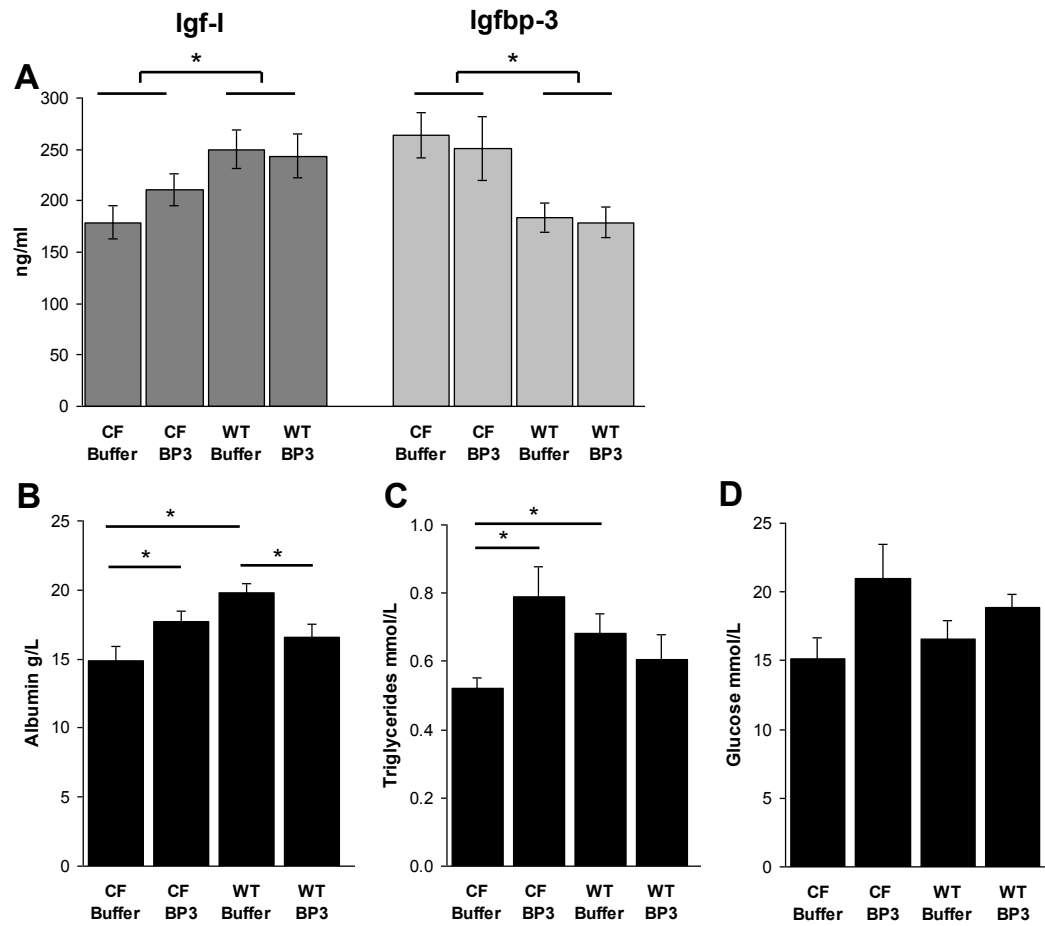 Igf-I Igfbp-3
* *
A
300
250
200
150
100
50
0
ng/ml
CF CF WT WT CF CF WT WT
Buffer BP3 Buffer BP3 Buffer BP3 Buffer BP3
B
25
20
15
10
5
0
Albumin g/L
*
* *
CF CF WT WT
Buffer BP3 Buffer BP3
C
1.0
0.8
0.6
0.4
0.2
0.0
Triglycerides mmol/L
*
*
CF CF WT WT
Buffer BP3 Buffer BP3
D
25
20
15
10
5
0
Glucose mmol/L
CF CF WT WT
Buffer BP3 Buffer BP3